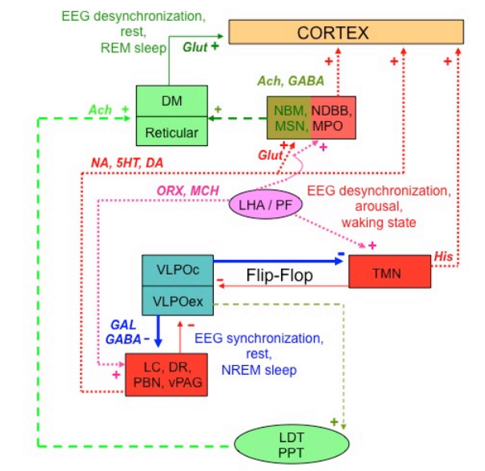 EEG desynchronization,
rest,
REM sleep
Glut +
CORTEX
+ + +
Ach, GABA
Ach +
DM
Reticular
+
NBM, NDBB,
MSN, MPO
+ +
Glut
NA, 5HT, DA
ORX, MCH
LHA / PF
EEG desynchronization,
arousal,
waking state
+
His
VLPOc
VLPOex
-
Flip-Flop
-
TMN
GAL
GABA -
-
EEG synchronization,
rest,
NREM sleep
+
LC, DR,
PBN, vPAG
+
LDT
PPT